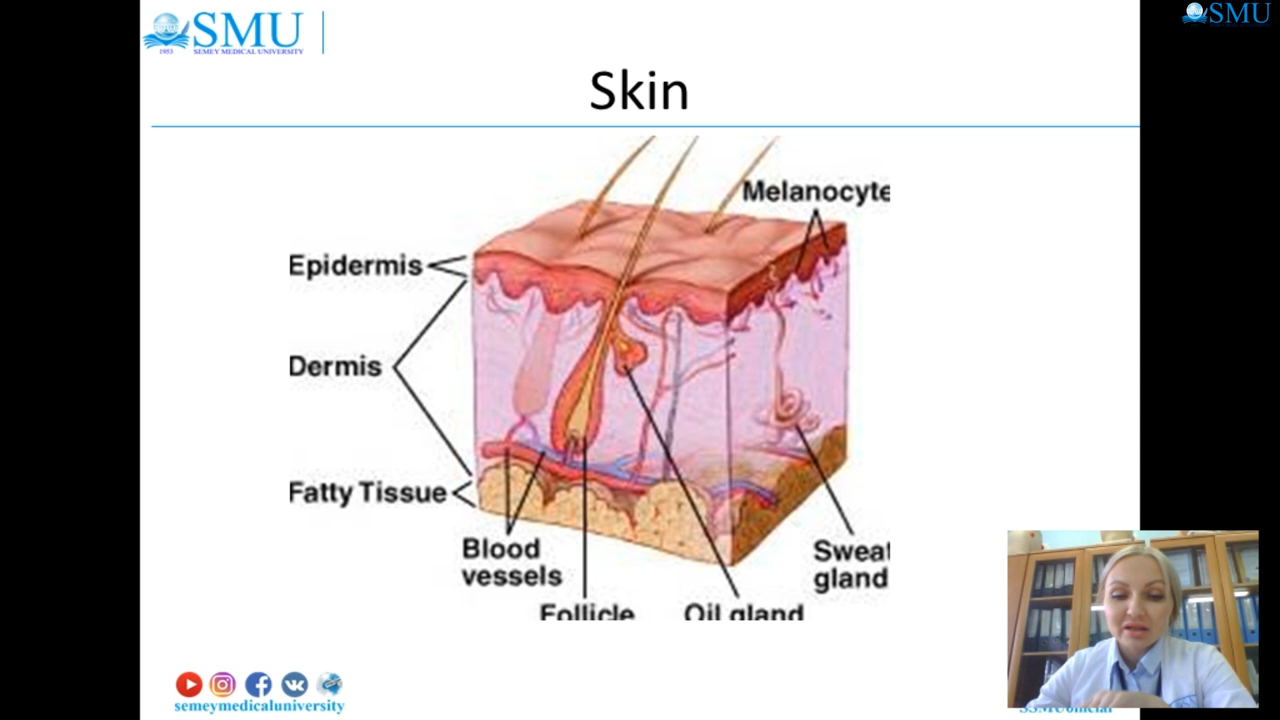 SMU
SEMEY MEDICAL UNIVERSITY
1953
SMU
Skin
Melanocyte
Epidermis
Dermis
Fatty Tissue
Blood
vessels
Sweat
gland
Follicle
Oil gland
semeymedicaluniversity